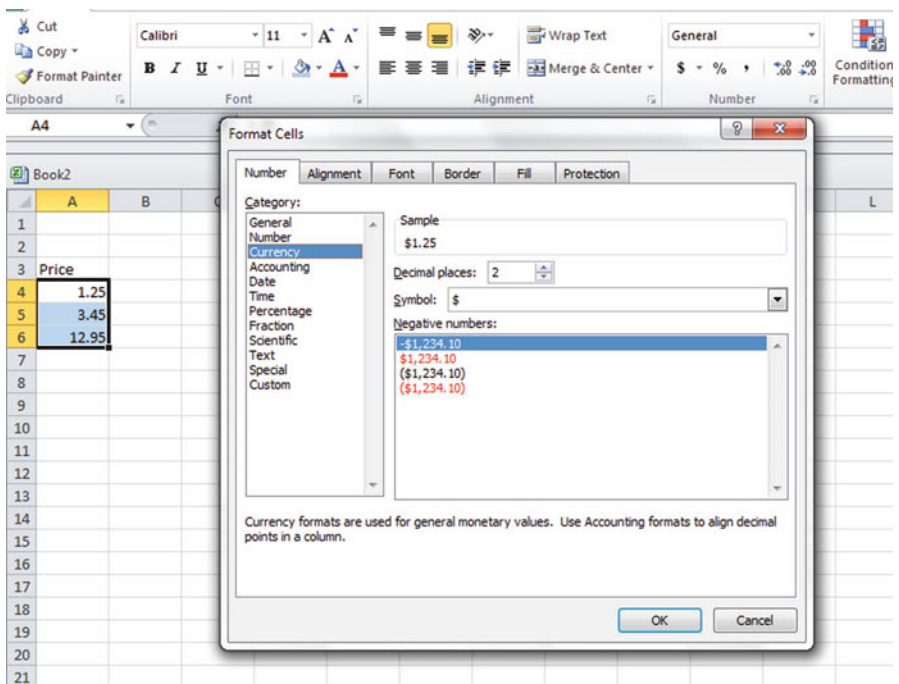 Cut
Copy
Format Painter
Clipboard
Calibri
11
A A
B I U
A
Font
Wrap Text
Merge & Center
Alignment
General
$ % ,
.0 .00
.00 .0
Number
Condition
Formatting
A4
Book2
A B C L
1
2
3 Price
4 1.25
5 3.45
6 12.95
7
8
9
10
11
12
13
14
15
16
17
18
19
20
21
Format Cells
?
Number Alignment Font Border Fill Protection
Category:
General
Number
Currency
Accounting
Date
Time
Percentage
Fraction
Scientific
Text
Special
Custom
Sample
$1.25
Decimal places: 2
Symbol: $
Negative numbers:
-$1,234.10
$1,234.10
($1,234.10)
($1,234.10)
Currency formats are used for general monetary values. Use Accounting formats to align decimal
points in a column.
OK Cancel